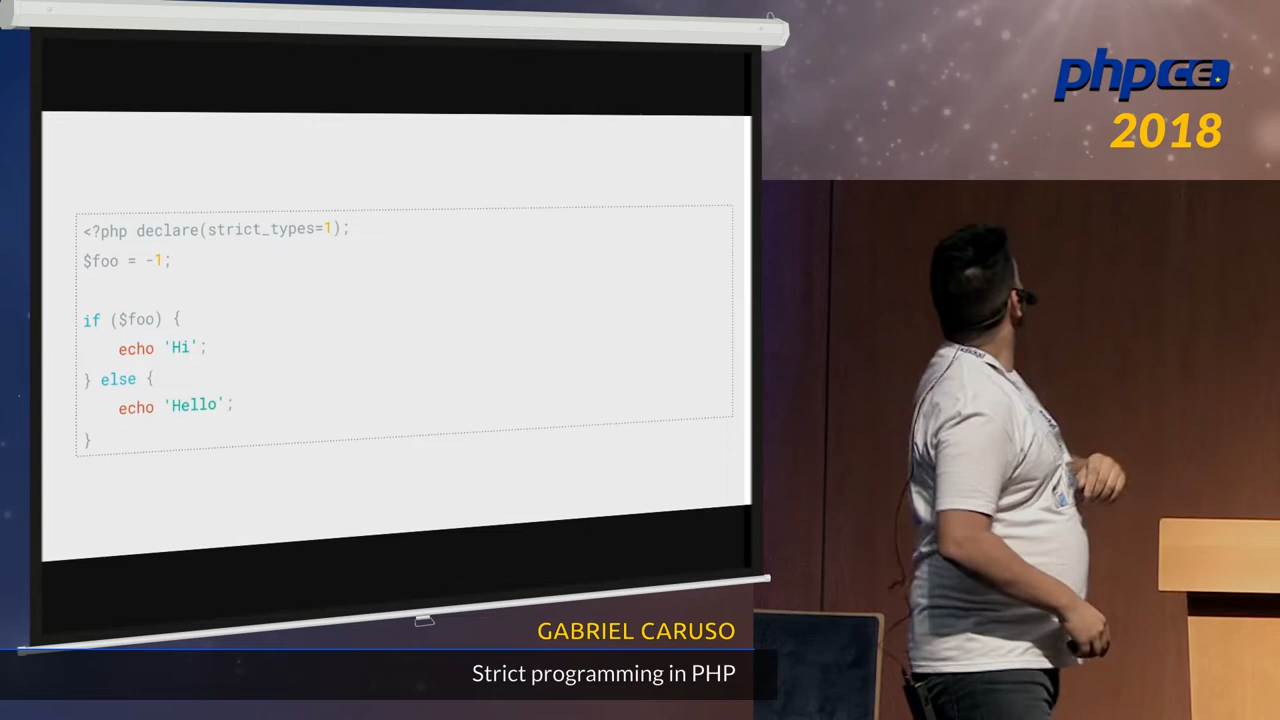 phpce
2018
<?php declare(strict_types=1);
$foo = -1;
if ($foo) {
    echo 'Hi';
} else {
    echo 'Hello';
}
GABRIEL CARUSO
Strict programming in PHP